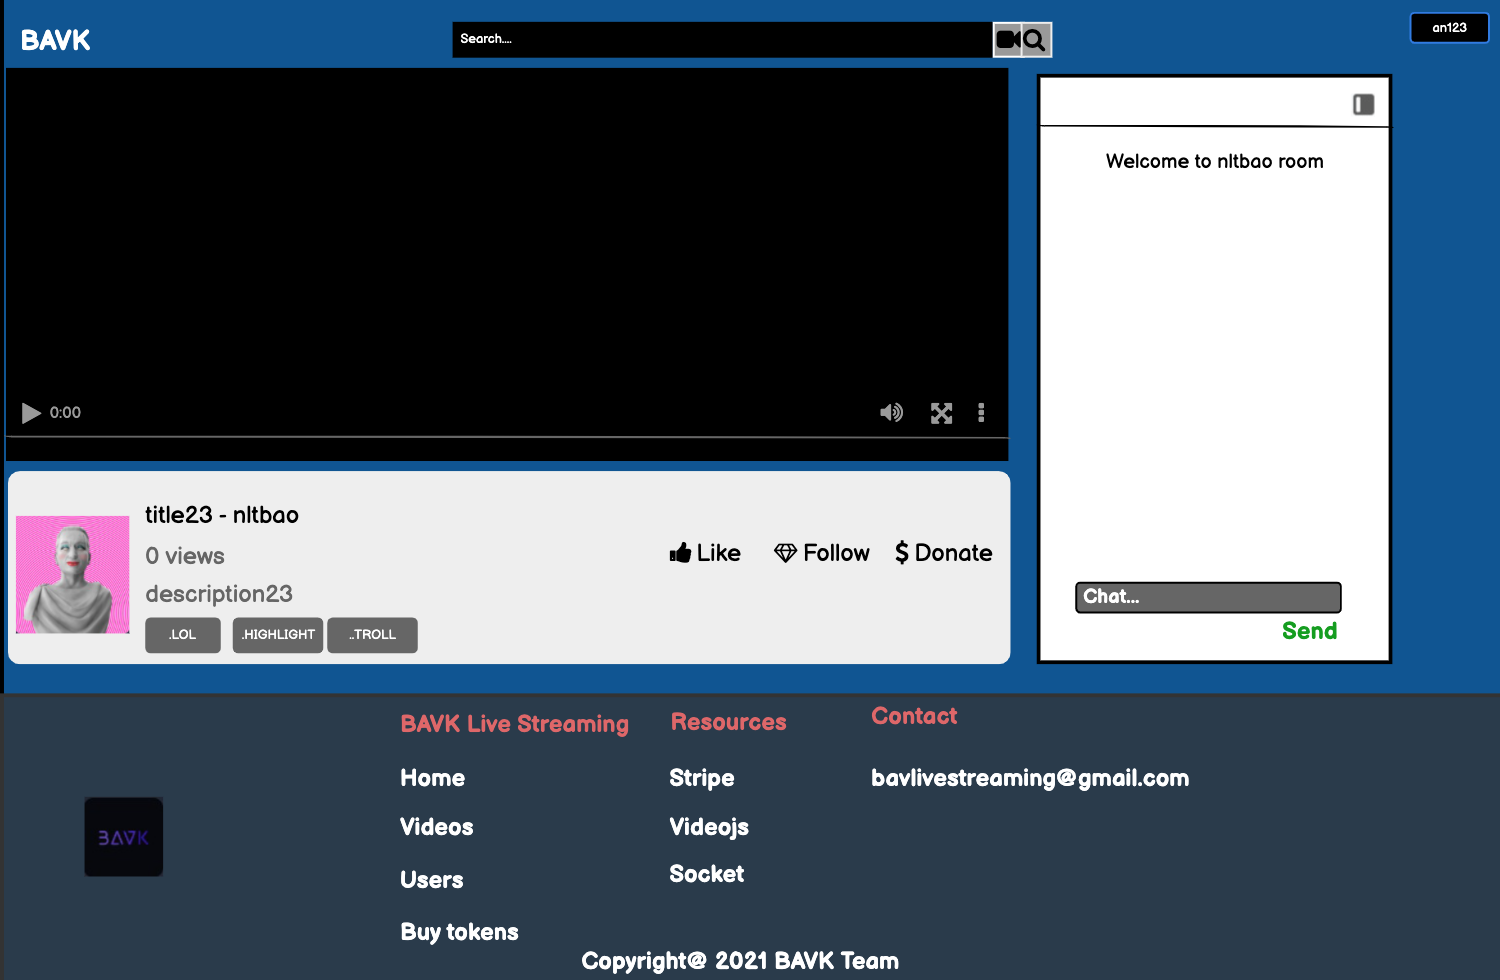 BAVK
Search....
an123
Welcome to nltbao room
0:00
title23 - nltbao
0 views
description23
.LOL
.HIGHLIGHT
..TROLL
Like
Follow
$ Donate
Chat...
Send
BAVK Live Streaming
Home
Videos
Users
Buy tokens
Resources
Stripe
Videojs
Socket
Contact
bavlivestreaming@gmail.com
BAVK
Copyright@ 2021 BAVK Team